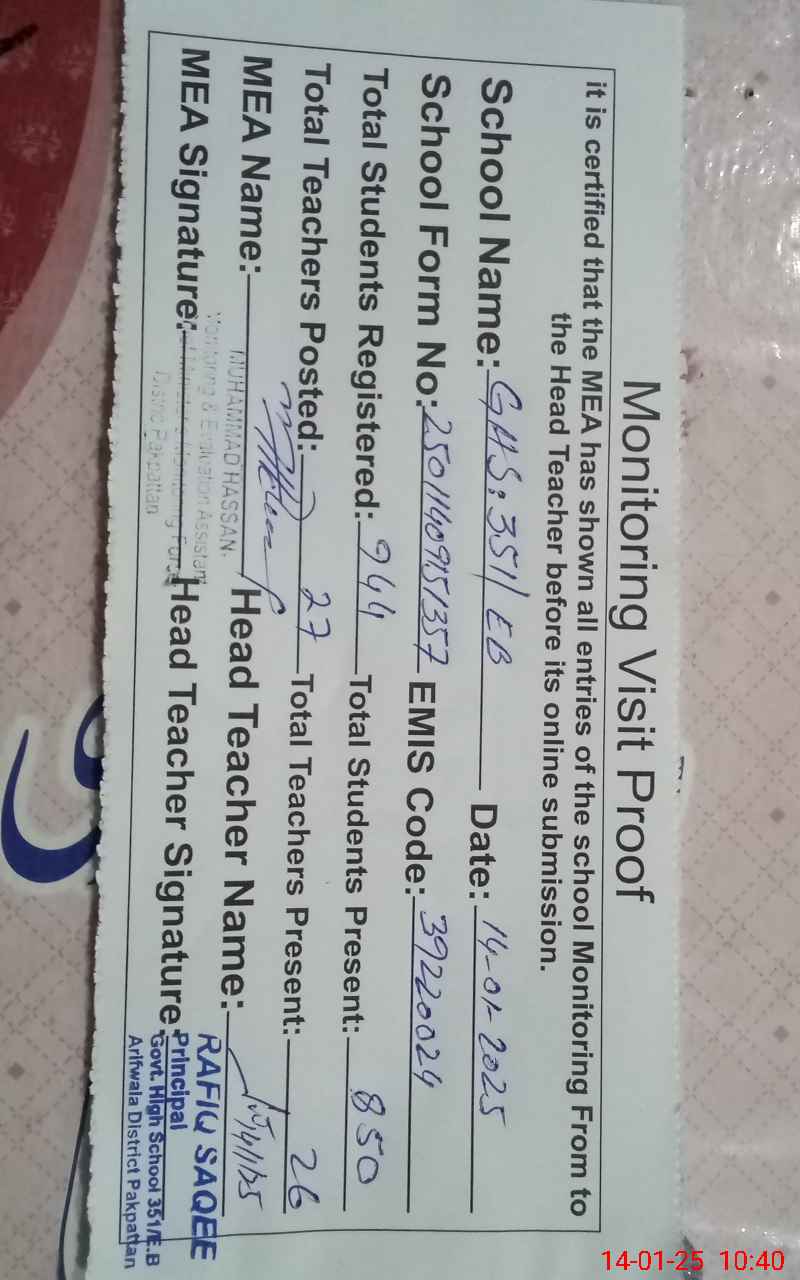 Monitoring Visit Proof
it is certified that the MEA has shown all entries of the school Monitoring From to
the Head Teacher before its online submission.
School Name: GHS: 351/EB Date: 14-01-2025
School Form No: 25011409151357 EMIS Code: 39220024
Total Students Registered: 944 Total Students Present: 850
Total Teachers Posted: 27 Total Teachers Present: 26
MEA Name: Head Teacher Name:
MUHAMMAD HASSAN
Monitoring & Evaluation Assistant
Monitoring Force
District Pakpattan
MEA Signature: Head Teacher Signature:
RAFIQ SAQEE
Principal
Govt. High School 351/E.B
Arifwala District Pakpattan
14-01-25 10:40